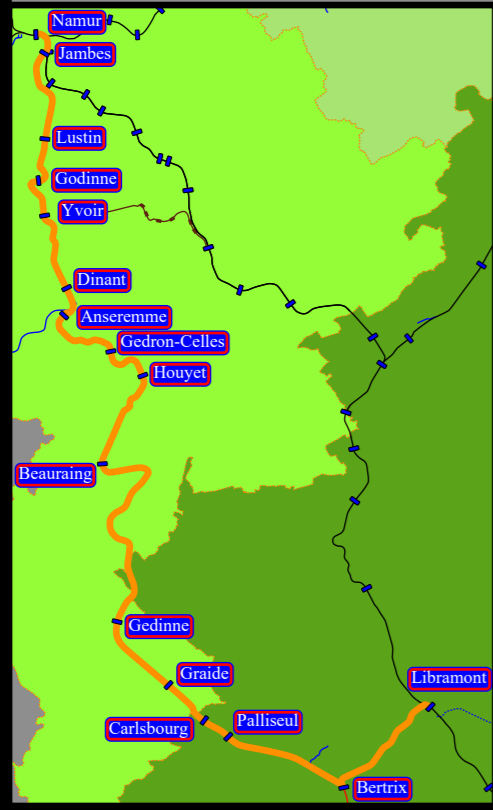 Namur
Jambes
Lustin
Godinne
Yvoir
Dinant
Anseremme
Gedron-Celles
Houyet
Beauraing
Gedinne
Graide
Libramont
Carlsbourg
Palliseul
Bertrix